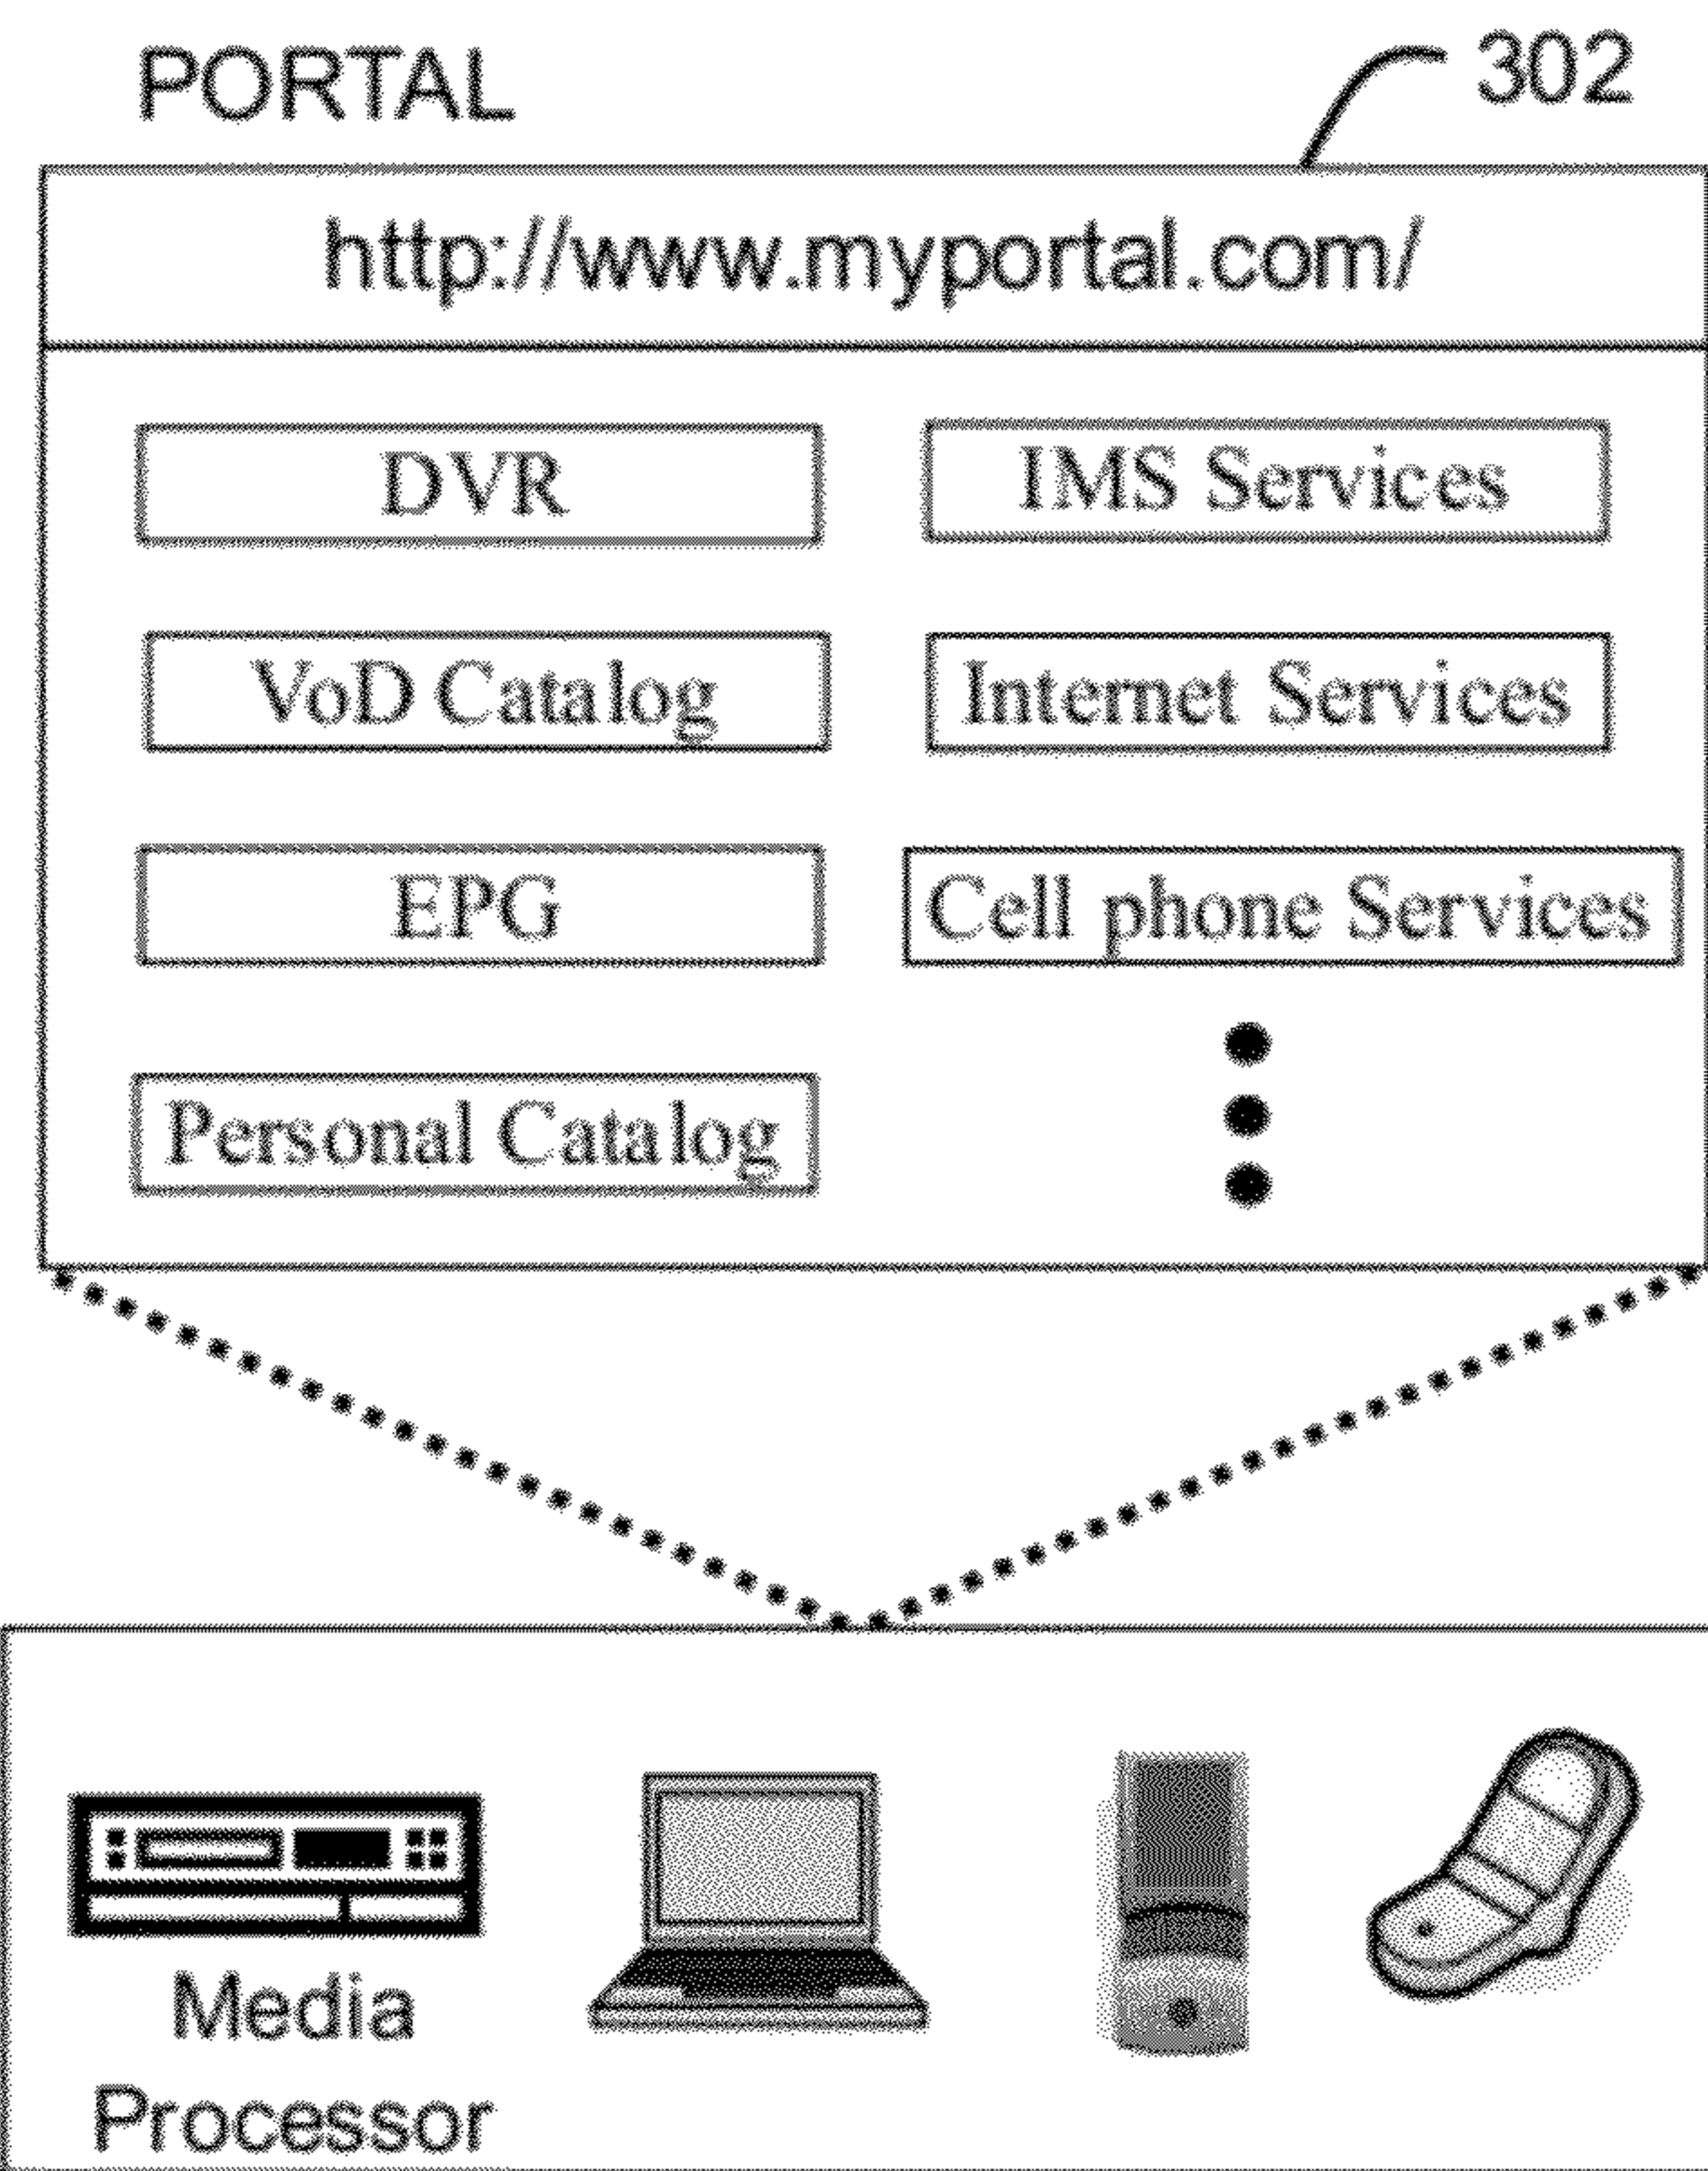 PORTAL
302
http://www.myportal.com/
DVR
IMS Services
VoD Catalog
Internet Services
EPG
Cell phone Services
Personal Catalog
Media
Processor